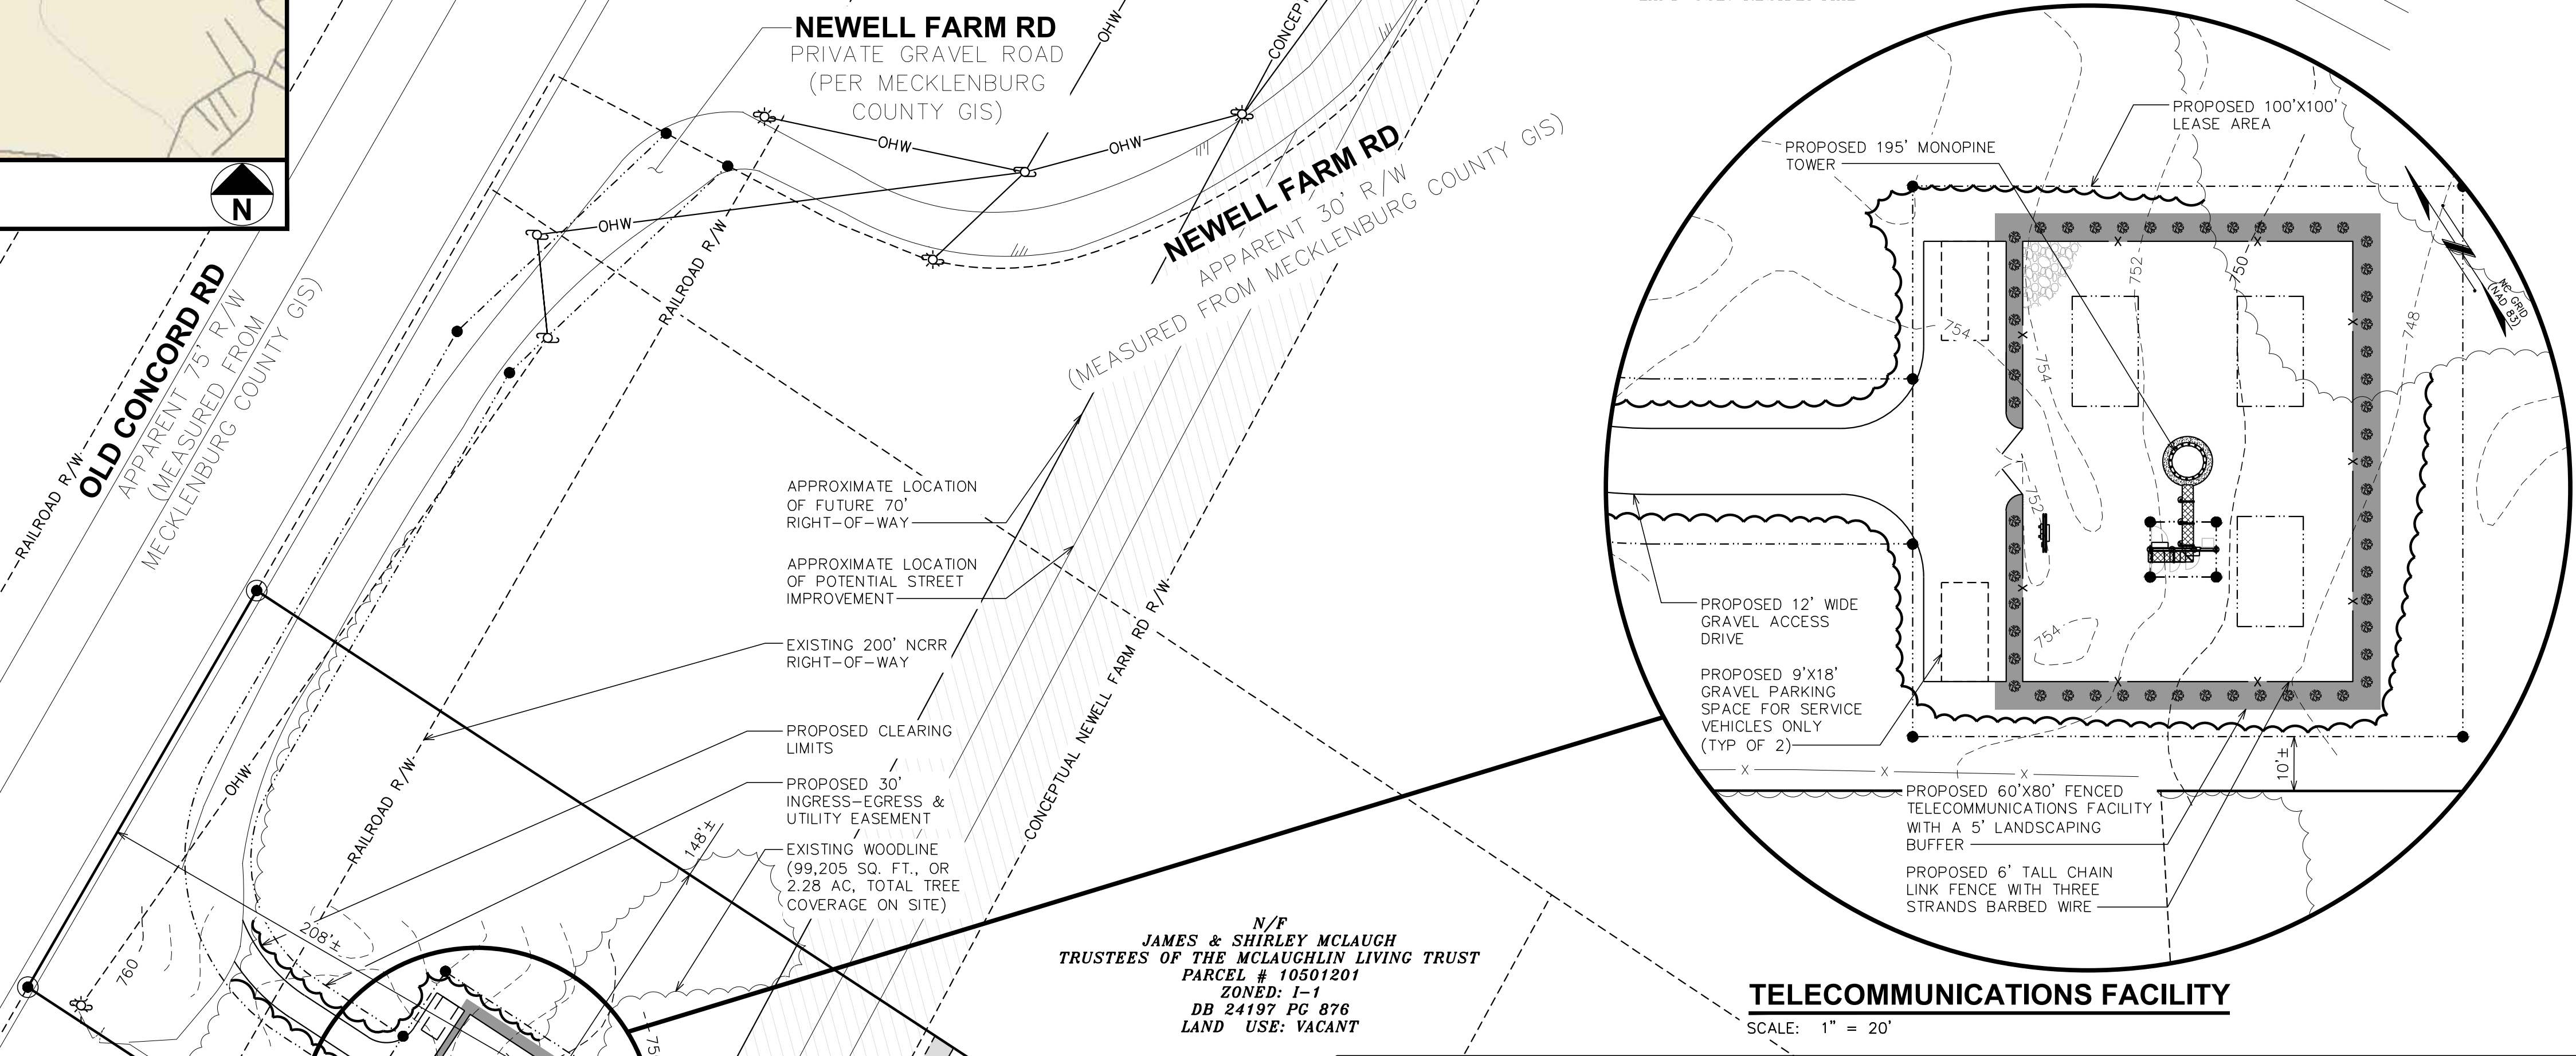 N
NEWELL FARM RD
PRIVATE GRAVEL ROAD
(PER MECKLENBURG
COUNTY GIS)
OHW
OHW
OHW
OHW
NEWELL FARM RD
APPARENT 30' R/W
(MEASURED FROM MECKLENBURG COUNTY GIS)
RAILROAD R/W
RAILROAD R/W
OLD CONCORD RD
APPARENT 75' R/W
(MEASURED FROM
MECKLENBURG COUNTY GIS)
APPROXIMATE LOCATION
OF FUTURE 70'
RIGHT-OF-WAY
APPROXIMATE LOCATION
OF POTENTIAL STREET
IMPROVEMENT
EXISTING 200' NCRR
RIGHT-OF-WAY
PROPOSED CLEARING
LIMITS
PROPOSED 30'
INGRESS-EGRESS &
UTILITY EASEMENT
EXISTING WOODLINE
(99,205 SQ. FT., OR
2.28 AC, TOTAL TREE
COVERAGE ON SITE)
CONCEPTUAL NEWELL FARM RD R/W
RAILROAD R/W
OHW
148'±
208'±
760
N/F
JAMES & SHIRLEY MCLAUGH
TRUSTEES OF THE MCLAUGHLIN LIVING TRUST
PARCEL # 10501201
ZONED: I-1
DB 24197 PG 876
LAND USE: VACANT
PROPOSED 100'X100'
LEASE AREA
PROPOSED 195' MONOPINE
TOWER
NC GRID
(NAD 83)
752
750
748
754
754
752
754
PROPOSED 12' WIDE
GRAVEL ACCESS
DRIVE
PROPOSED 9'X18'
GRAVEL PARKING
SPACE FOR SERVICE
VEHICLES ONLY
(TYP OF 2)
10'±
PROPOSED 60'X80' FENCED
TELECOMMUNICATIONS FACILITY
WITH A 5' LANDSCAPING
BUFFER
PROPOSED 6' TALL CHAIN
LINK FENCE WITH THREE
STRANDS BARBED WIRE
TELECOMMUNICATIONS FACILITY
SCALE: 1" = 20'